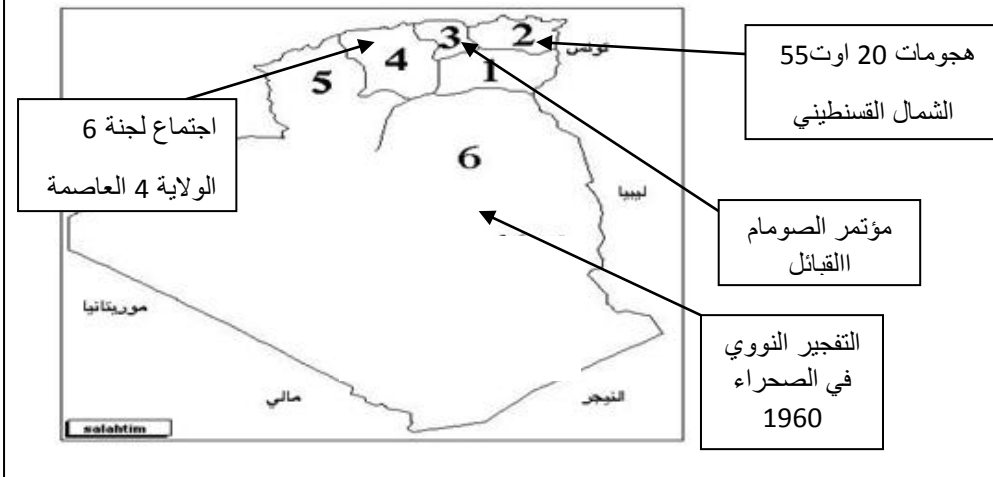 هجومات 20 اوت55
الشمال القسنطيني
2
3
تونس
4
1
5
اجتماع لجنة 6
الولاية 4 العاصمة
6
ليبيا
مؤتمر الصومام
االقبائل
موريتانيا
التفجير النووي
في الصحراء
1960
مالي
النيجر
salahtim